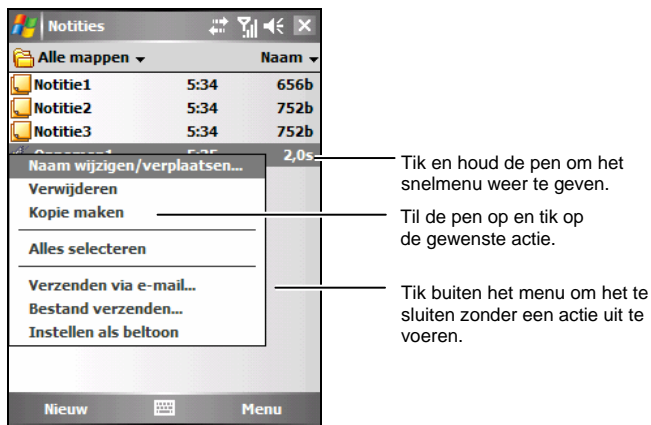 Notities
Alle mappen Naam
Notitie1 5:34 656b
Notitie2 5:34 752b
Notitie3 5:34 752b
2,0s
Naam wijzigen/verplaatsen...
Verwijderen
Kopie maken
Alles selecteren
Verzenden via e-mail...
Bestand verzenden...
Instellen als beltoon
Nieuw Menu
Tik en houd de pen om het
snelmenu weer te geven.
Til de pen op en tik op
de gewenste actie.
Tik buiten het menu om het te
sluiten zonder een actie uit te
voeren.